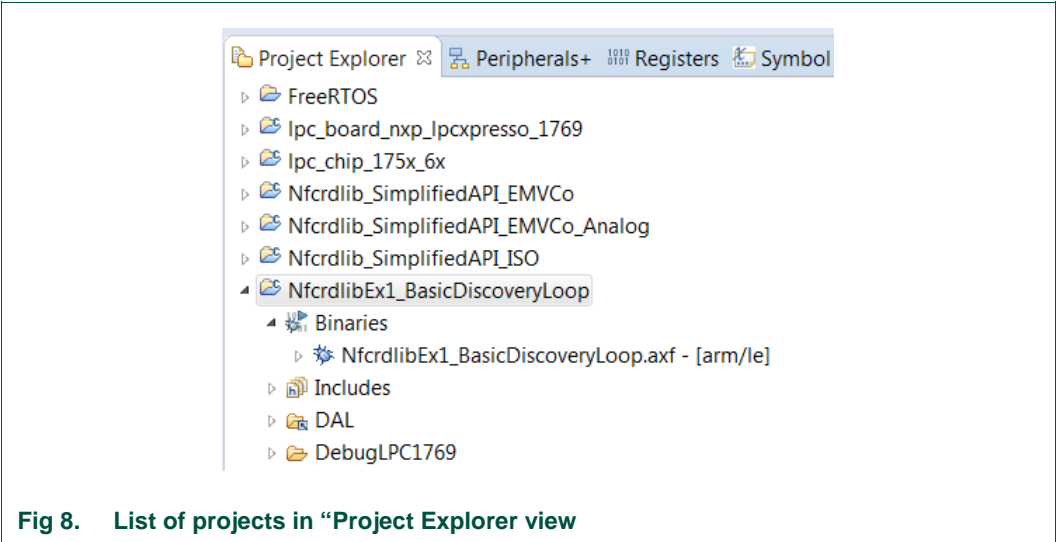 Project Explorer Peripherals+ Registers Symbol
FreeRTOS
lpc_board_nxp_lpcxpresso_1769
lpc_chip_175x_6x
Nfcrdlib_SimplifiedAPI_EMVCo
Nfcrdlib_SimplifiedAPI_EMVCo_Analog
Nfcrdlib_SimplifiedAPI_ISO
NfcrdlibEx1_BasicDiscoveryLoop
Binaries
NfcrdlibEx1_BasicDiscoveryLoop.axf - [arm/le]
Includes
DAL
DebugLPC1769
Fig 8. List of projects in “Project Explorer view